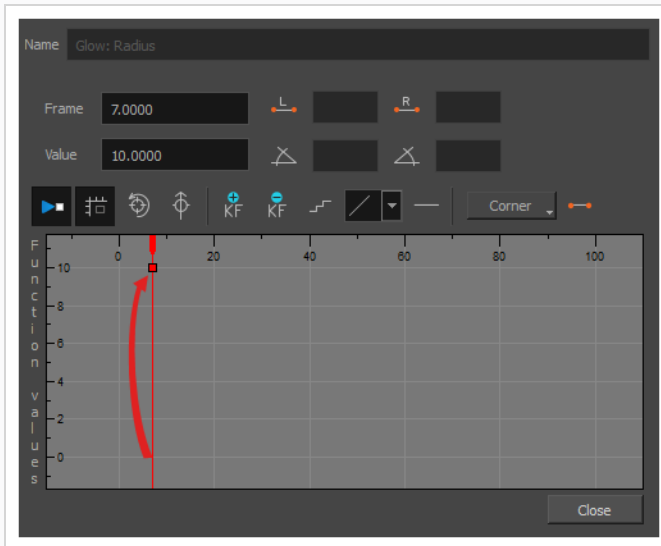 Name Glow: Radius
Frame 7.0000 L R
Value 10.0000
KF KF Corner
Function values
0 20 40 60 80 100
10
8
6
4
2
0
Close